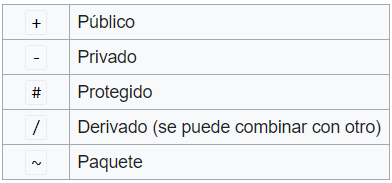 + Público
- Privado
# Protegido
/ Derivado (se puede combinar con otro)
~ Paquete